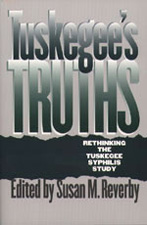 Tuskegee's
TRUTHS
RETHINKING
THE
TUSKEGEE
SYPHILIS
STUDY
Edited by Susan M. Reverby